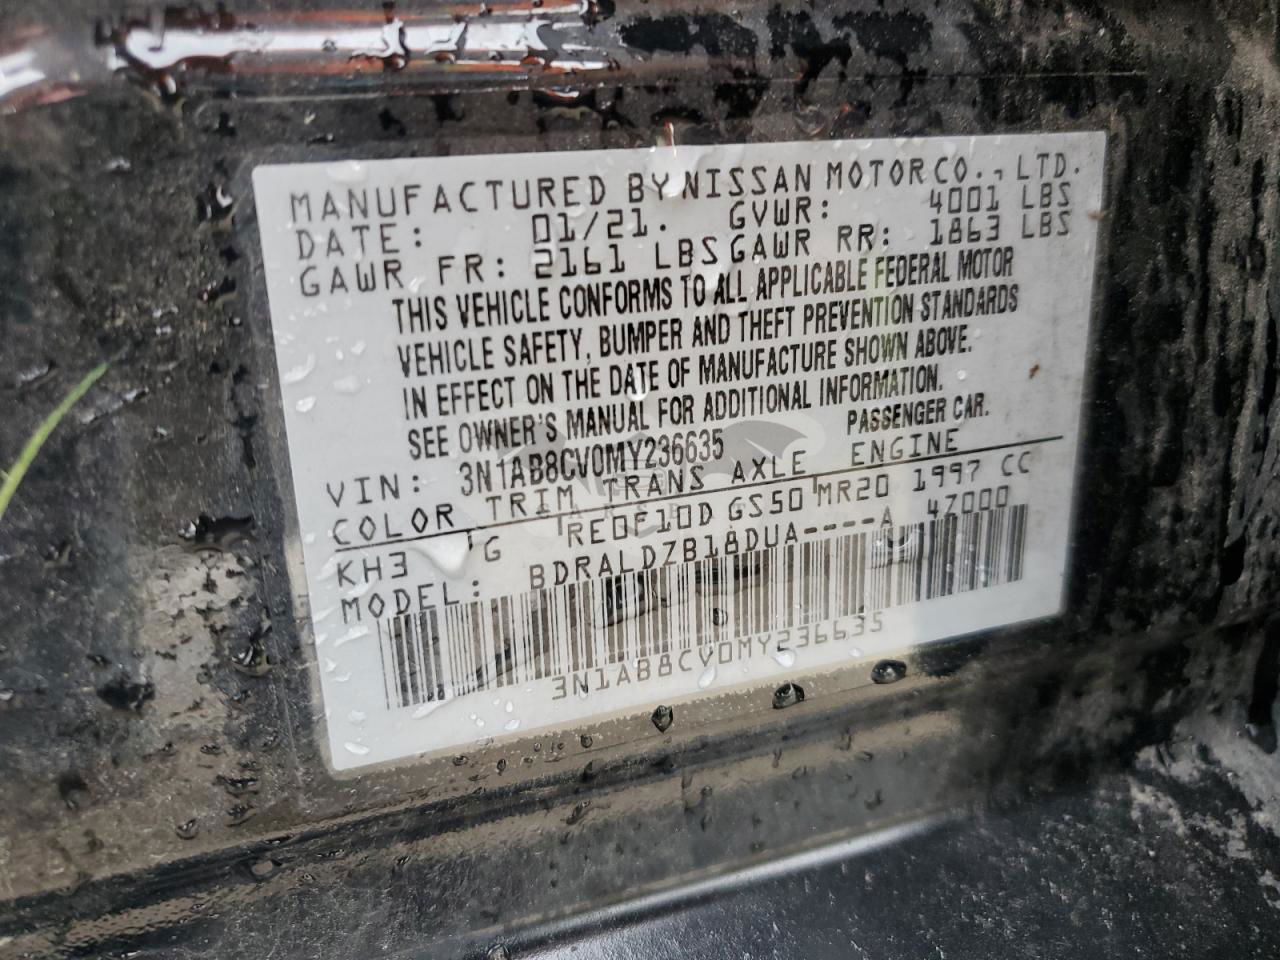 MANUFACTURED BY NISSAN MOTOR CO., LTD.
DATE: 01/21. GVWR: 4001 LBS
GAWR FR: 2161 LBS GAWR RR: 1863 LBS
THIS VEHICLE CONFORMS TO ALL APPLICABLE FEDERAL MOTOR
VEHICLE SAFETY, BUMPER AND THEFT PREVENTION STANDARDS
IN EFFECT ON THE DATE OF MANUFACTURE SHOWN ABOVE.
SEE OWNER'S MANUAL FOR ADDITIONAL INFORMATION.
VIN: 3N1AB8CV0MY236635 PASSENGER CAR.
COLOR TRIM TRANS AXLE ENGINE
KH3 G RE0F10D GS50 MR20 1997 CC
MODEL: BDRALDZB18DUA----A 4Z000
3N1AB8CV0MY236635